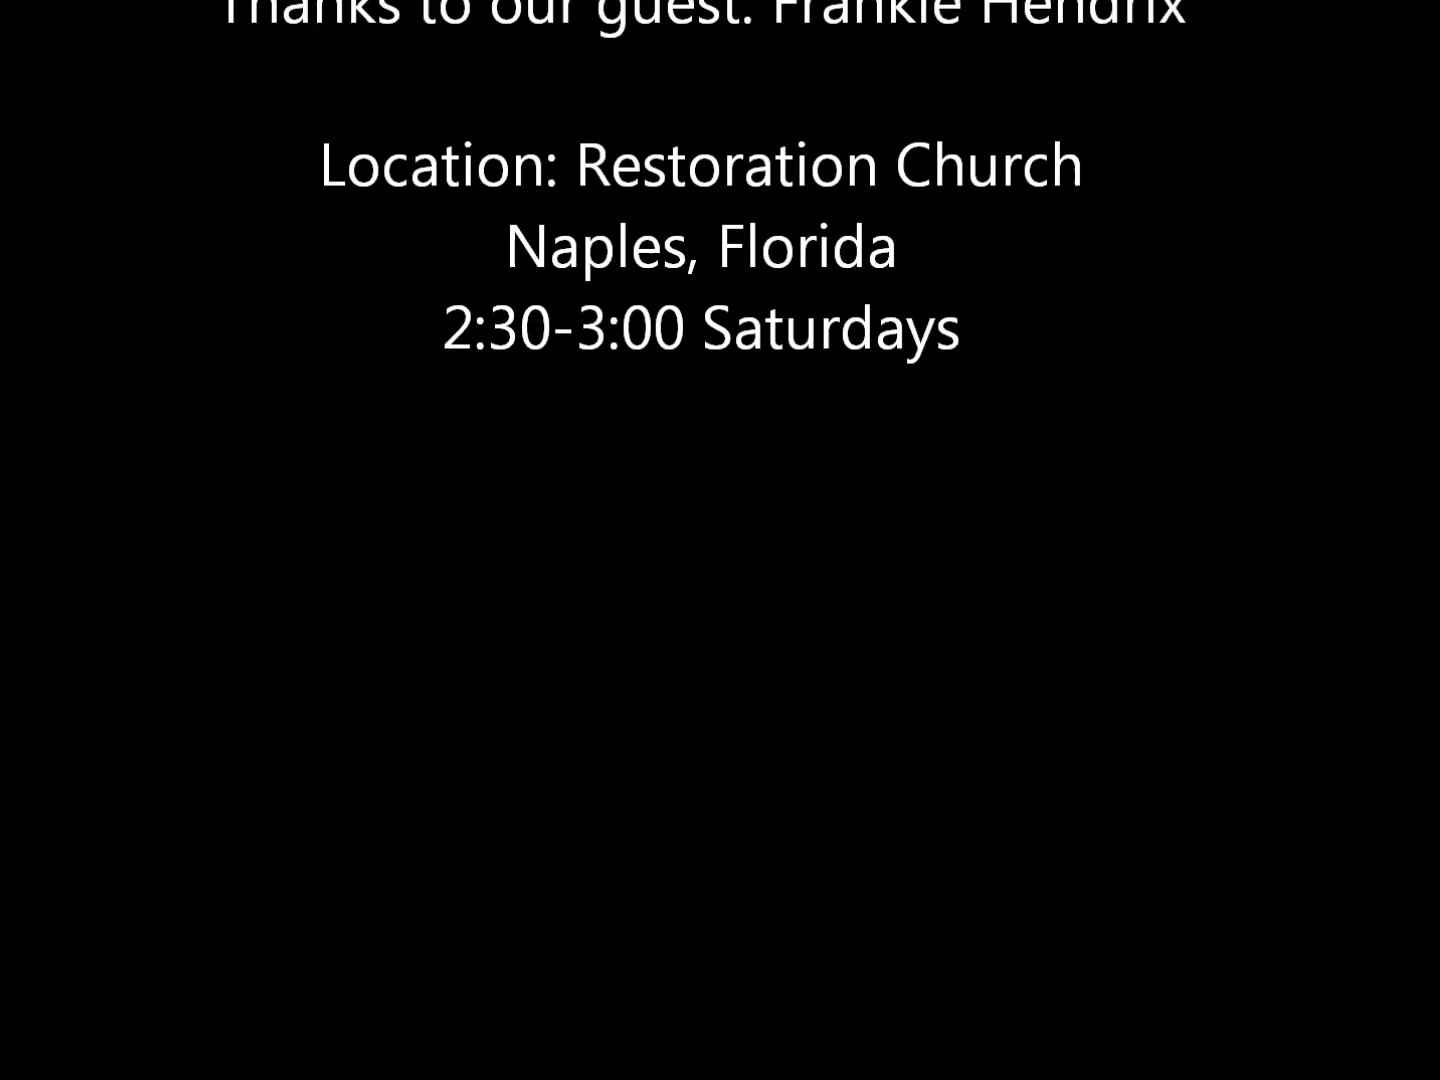 Thanks to our guest: Frankie Hendrix
Location: Restoration Church
Naples, Florida
2:30-3:00 Saturdays